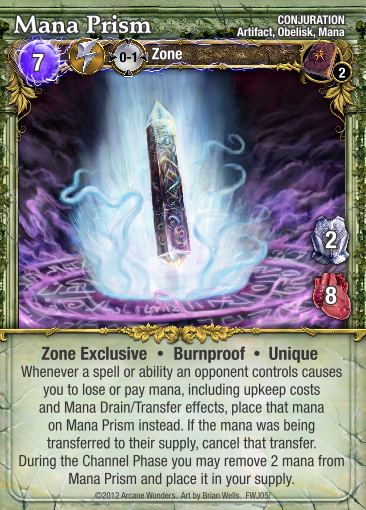 Mana Prism
CONJURATION
Artifact, Obelisk, Mana
7
0-1
Zone
2
2
8
Zone Exclusive • Burnproof • Unique
Whenever a spell or ability an opponent controls causes
you to lose or pay mana, including upkeep costs
and Mana Drain/Transfer effects, place that mana
on Mana Prism instead. If the mana was being
transferred to their supply, cancel that transfer.
During the Channel Phase you may remove 2 mana from
Mana Prism and place it in your supply.
©2012 Arcane Wonders. Art by Brian Wells. FWJ05